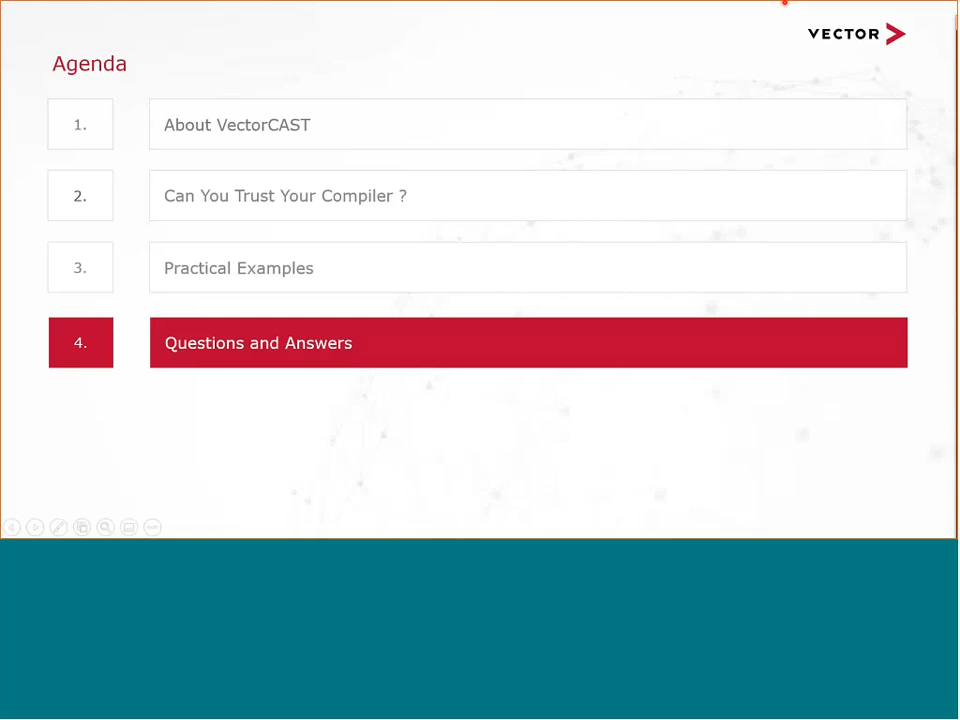 VECTOR
Agenda
1. About VectorCAST
2. Can You Trust Your Compiler ?
3. Practical Examples
4. Questions and Answers